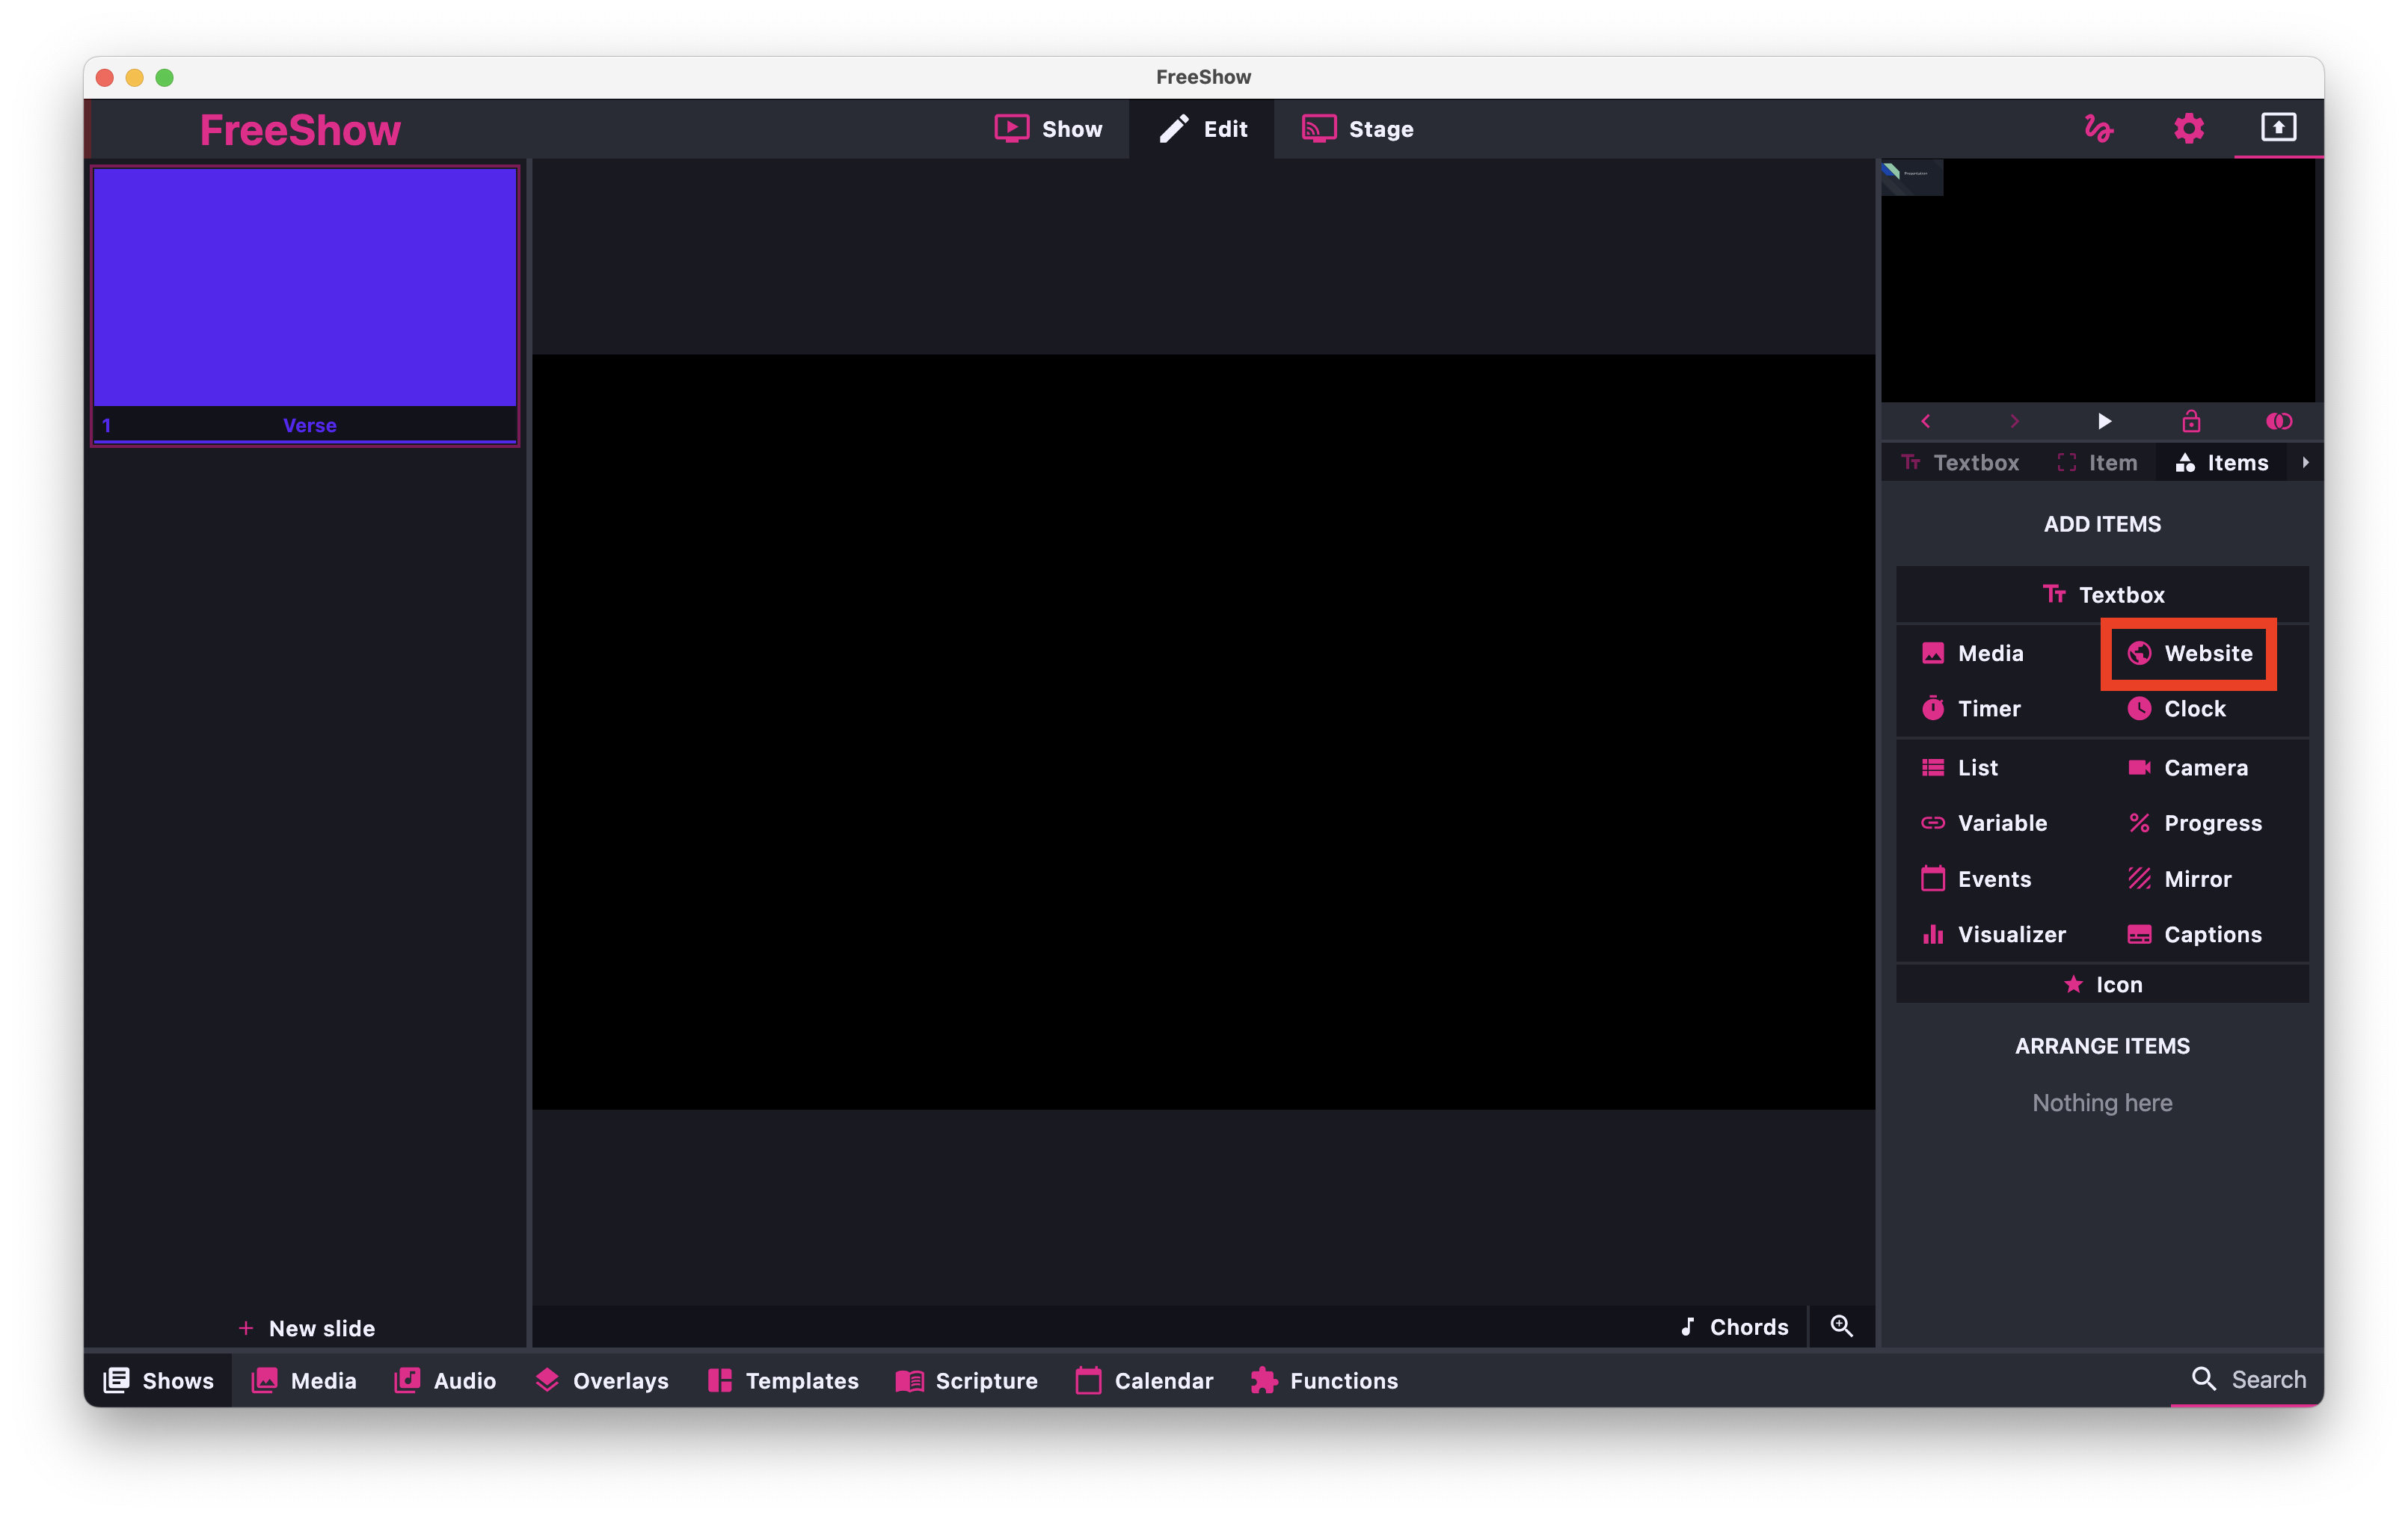 FreeShow
FreeShow
Show
Edit
Stage
1
Verse
Textbox
Item
Items
ADD ITEMS
Textbox
Media
Website
Timer
Clock
List
Camera
Variable
Progress
Events
Mirror
Visualizer
Captions
Icon
ARRANGE ITEMS
Nothing here
+ New slide
Chords
Shows
Media
Audio
Overlays
Templates
Scripture
Calendar
Functions
Search